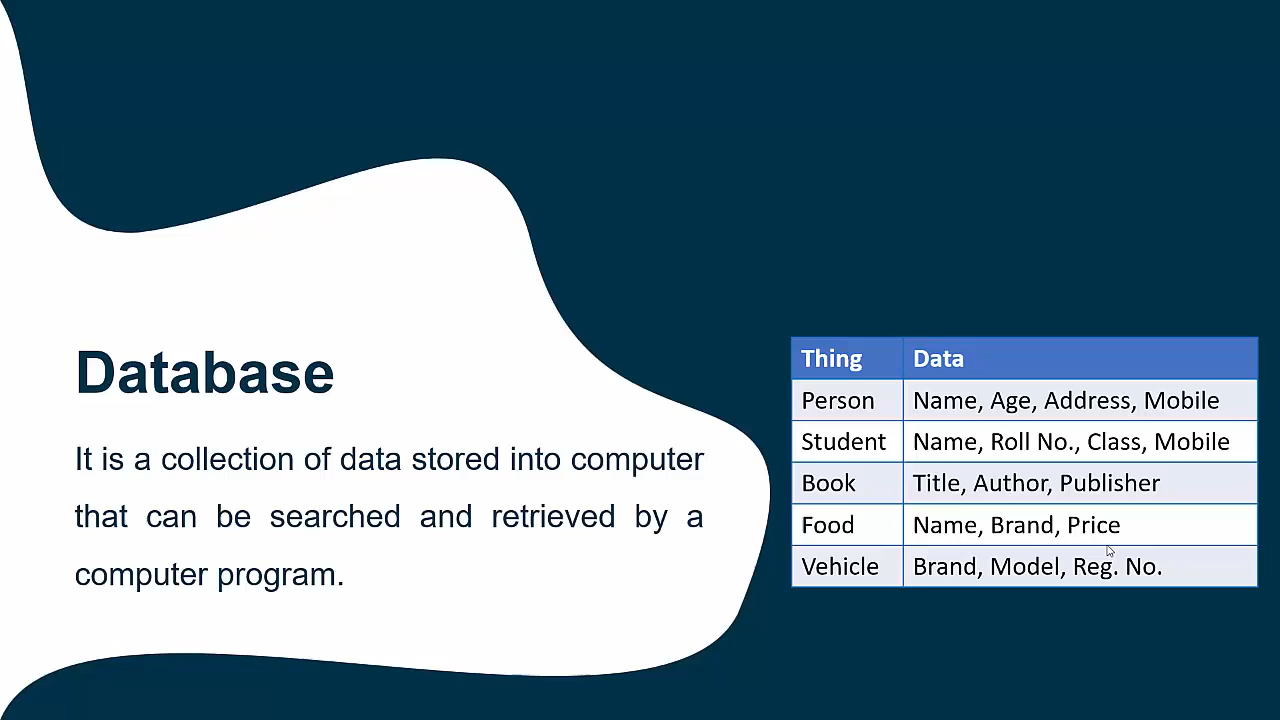 Database
It is a collection of data stored into computer
that can be searched and retrieved by a
computer program.
Thing Data
Person Name, Age, Address, Mobile
Student Name, Roll No., Class, Mobile
Book Title, Author, Publisher
Food Name, Brand, Price
Vehicle Brand, Model, Reg. No.